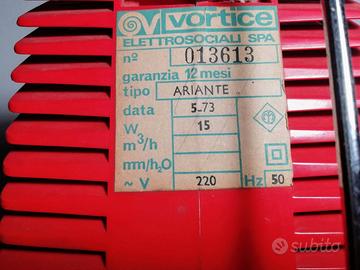 vortice
ELETTROSOCIALI SPA
nº 013613
garanzia 12 mesi
tipo ARIANTE
data 5-73
W 15
m³/h
mm/h₂O
~ V 220 Hz 50
subito